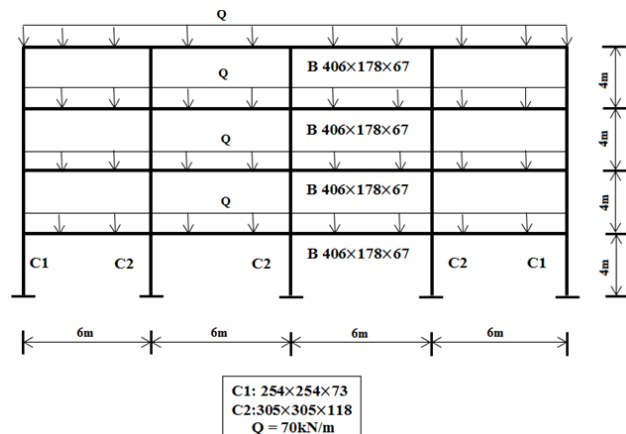 Q
Q B 406×178×67
4m
Q B 406×178×67
4m
Q B 406×178×67
4m
B 406×178×67
C1 C2 C2 C2 C1
4m
6m 6m 6m 6m
C1: 254×254×73
C2:305×305×118
Q = 70kN/m